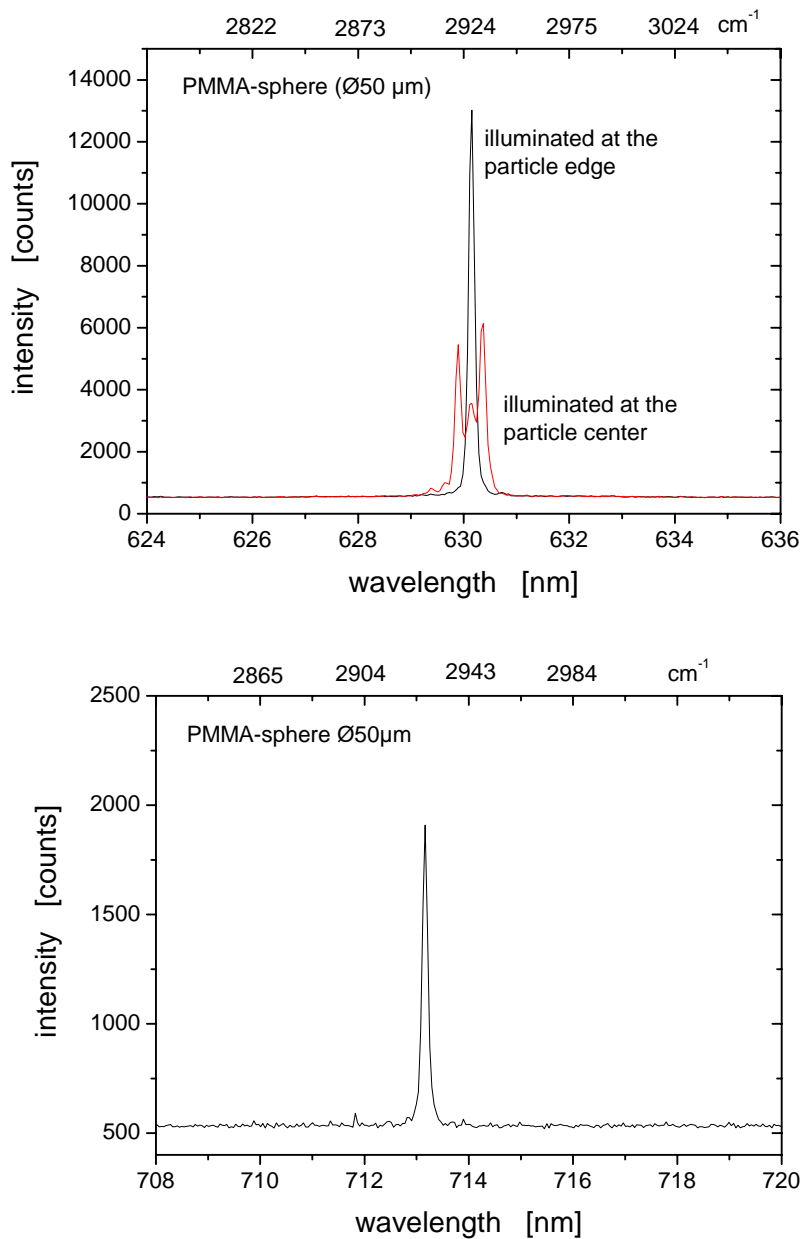 2822 2873 2924 2975 3024 cm-1
PMMA-sphere (Ø50 µm)
14000
illuminated at the
particle edge
12000
10000
intensity [counts]
8000
6000
illuminated at the
particle center
4000
2000
0
624 626 628 630 632 634 636
wavelength [nm]
2865 2904 2943 2984 cm-1
2500
PMMA-sphere Ø50µm
2000
intensity [counts]
1500
1000
500
708 710 712 714 716 718 720
wavelength [nm]